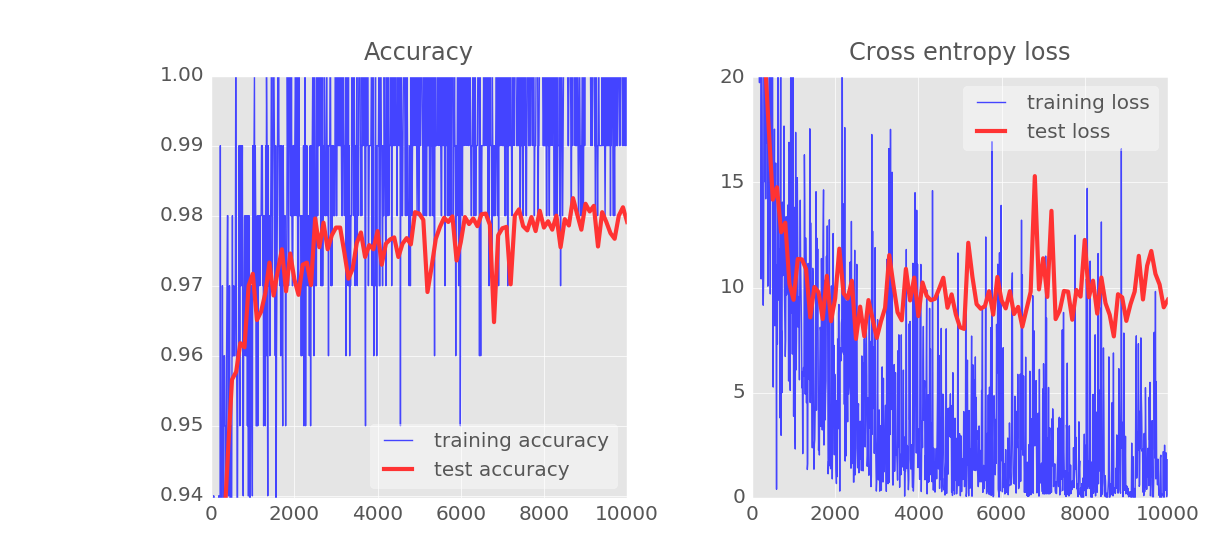 Accuracy
1.00
0.99
0.98
0.97
0.96
0.95
0.94
0 2000 4000 6000 8000 10000
training accuracy
test accuracy
Cross entropy loss
20
15
10
5
0
0 2000 4000 6000 8000 10000
training loss
test loss